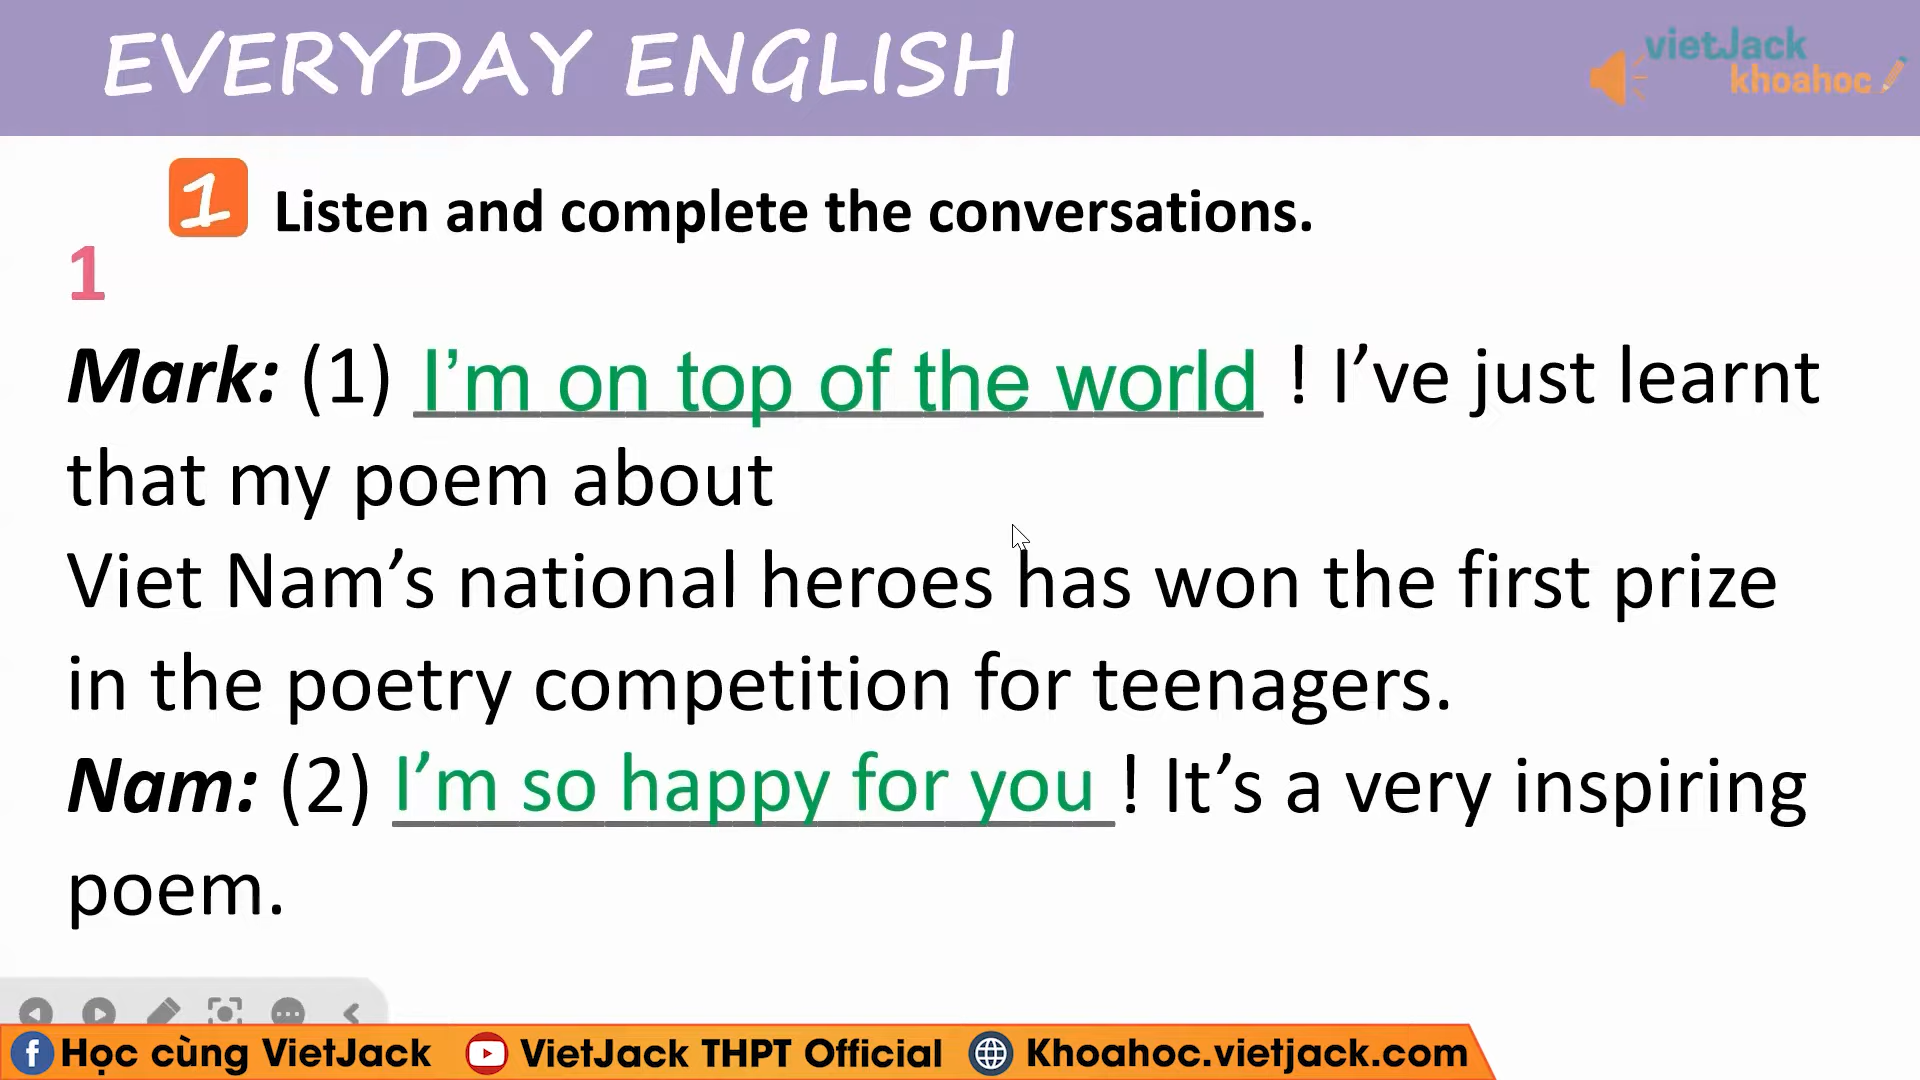 EVERYDAY ENGLISH
vietJack
khoahoc
1 Listen and complete the conversations.
1
Mark: (1) I’m on top of the world ! I’ve just learnt
that my poem about
Viet Nam’s national heroes has won the first prize
in the poetry competition for teenagers.
Nam: (2) I’m so happy for you ! It’s a very inspiring
poem.
Học cùng VietJack VietJack THPT Official Khoahoc.vietjack.com